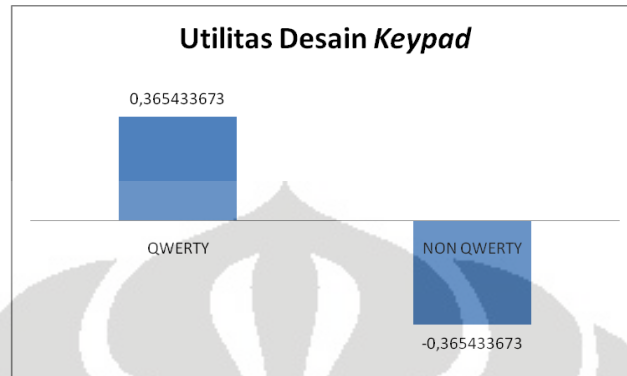 Utilitas Desain Keypad
0,365433673
QWERTY
NON QWERTY
-0,365433673